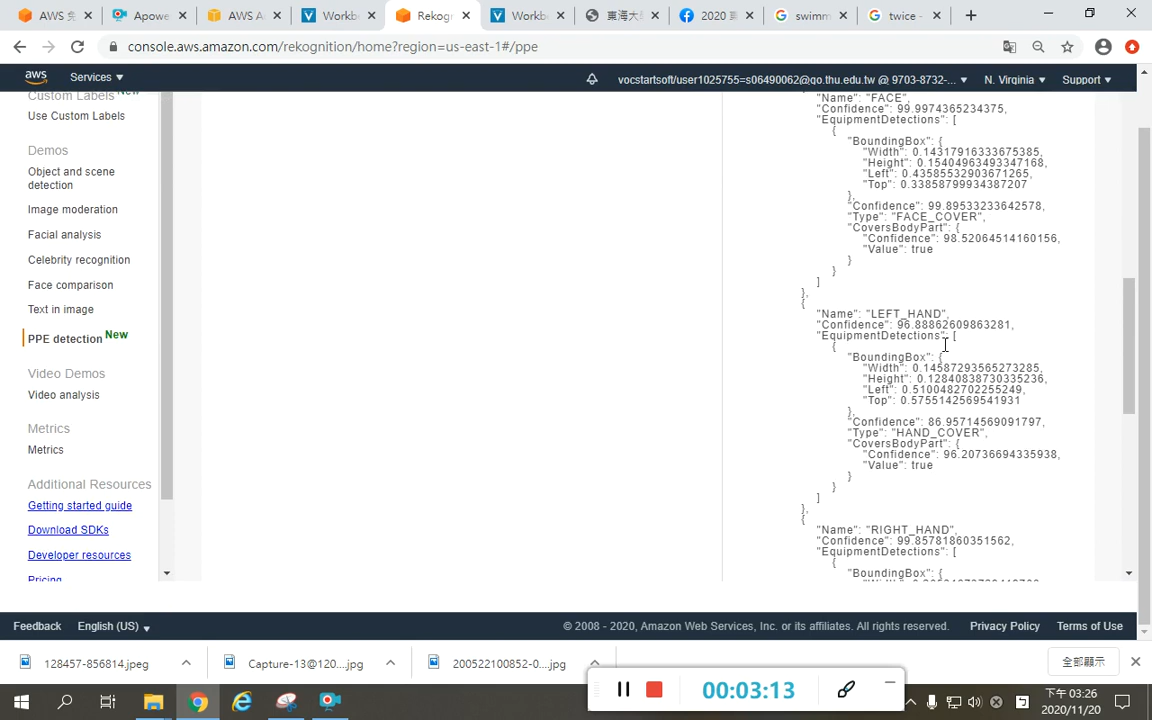 AWS 免
Apowe
AWS A
Workb
Rekog
Workb
東海大
2020 東
swimm
twice -
console.aws.amazon.com/rekognition/home?region=us-east-1#/ppe
aws
Services
vocstartsoft/user1025755=s06490062@go.thu.edu.tw @ 9703-8732-...
N. Virginia
Support
Custom Labels New
Use Custom Labels
Demos
Object and scene
detection
Image moderation
Facial analysis
Celebrity recognition
Face comparison
Text in image
PPE detection New
Video Demos
Video analysis
Metrics
Metrics
Additional Resources
Getting started guide
Download SDKs
Developer resources
Pricing
"Name": "FACE",
"Confidence": 99.9974365234375,
"EquipmentDetections": [
{
"BoundingBox": {
"Width": 0.14317916333675385,
"Height": 0.15404963493347168,
"Left": 0.43585532903671265,
"Top": 0.33858799934387207
},
"Confidence": 99.89533233642578,
"Type": "FACE_COVER",
"CoversBodyPart": {
"Confidence": 98.52064514160156,
"Value": true
}
}
]
},
{
"Name": "LEFT_HAND",
"Confidence": 96.88862609863281,
"EquipmentDetections": [
{
"BoundingBox": {
"Width": 0.14587293565273285,
"Height": 0.12840838730335236,
"Left": 0.5100482702255249,
"Top": 0.5755142569541931
},
"Confidence": 86.95714569091797,
"Type": "HAND_COVER",
"CoversBodyPart": {
"Confidence": 96.20736694335938,
"Value": true
}
}
]
},
{
"Name": "RIGHT_HAND",
"Confidence": 99.85781860351562,
"EquipmentDetections": [
{
"BoundingBox": {
Feedback
English (US)
© 2008 - 2020, Amazon Web Services, Inc. or its affiliates. All rights reserved.
Privacy Policy
Terms of Use
128457-856814.jpeg
Capture-13@120....jpg
200522100852-0....jpg
全部顯示
00:03:13
下午 03:26
2020/11/20